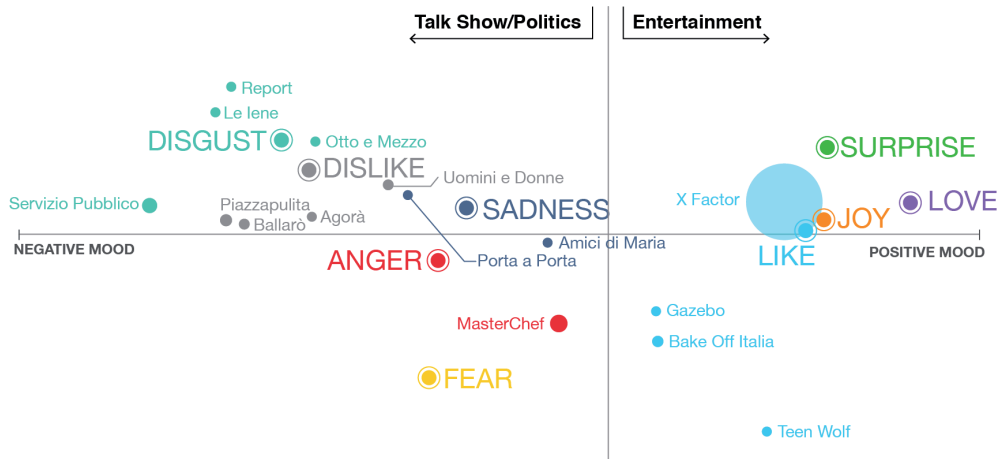 Talk Show/Politics
Entertainment
Report
Le Iene
DISGUST
Otto e Mezzo
DISLIKE
Uomini e Donne
SURPRISE
Servizio Pubblico
Piazzapulita
Ballarò
Agorà
SADNESS
X Factor
LOVE
JOY
NEGATIVE MOOD
POSITIVE MOOD
ANGER
Porta a Porta
Amici di Maria
LIKE
MasterChef
Gazebo
Bake Off Italia
FEAR
Teen Wolf